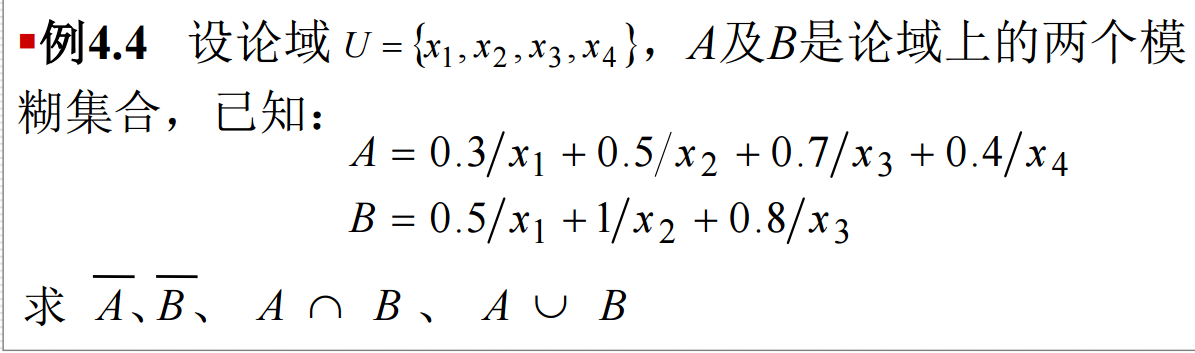 ▪例4.4 设论域 U = {x₁, x₂, x₃, x₄}，A及B是论域上的两个模
糊集合，已知：
A = 0.3/x₁ + 0.5/x₂ + 0.7/x₃ + 0.4/x₄
B = 0.5/x₁ + 1/x₂ + 0.8/x₃
求 A̅、B̅、 A ∩ B 、 A ∪ B